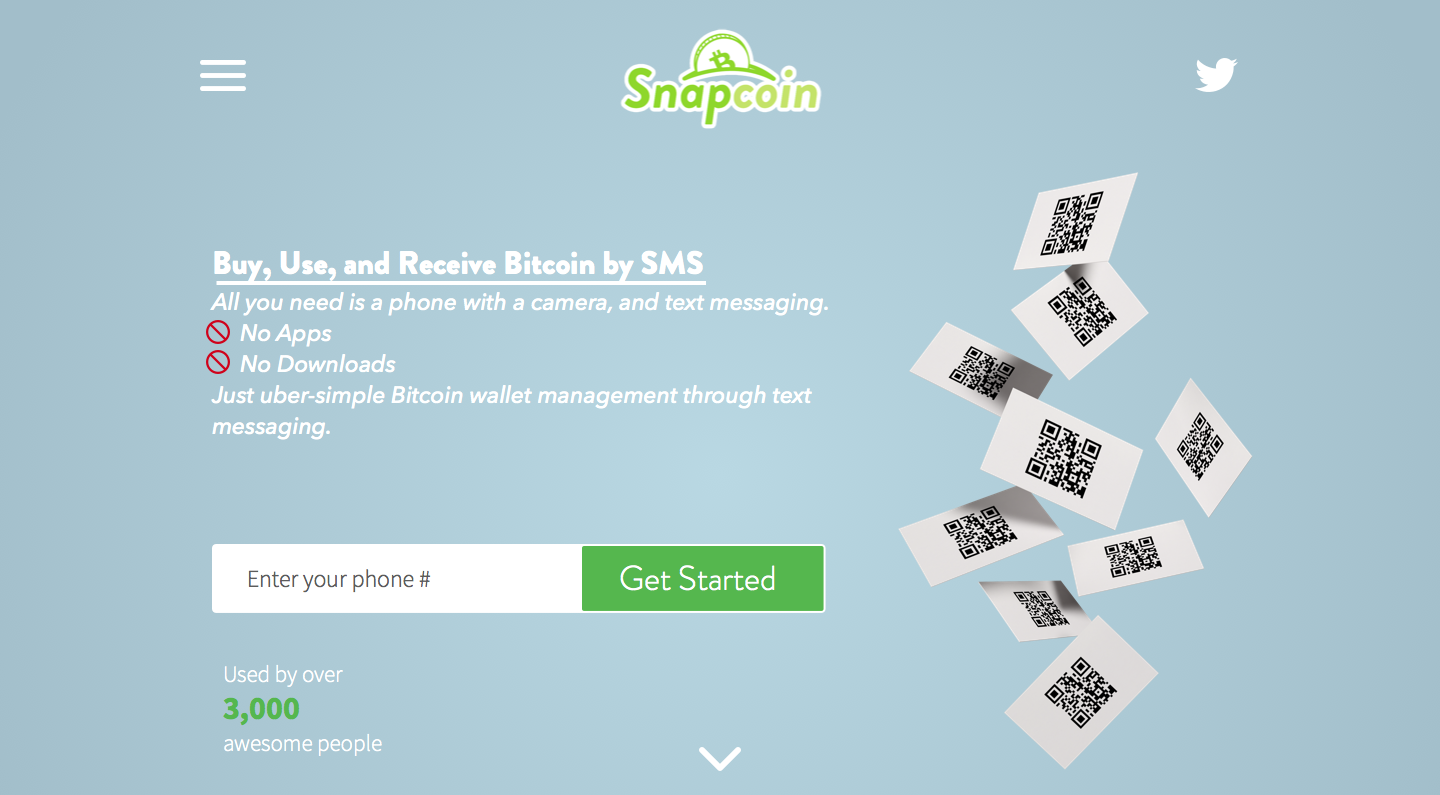 Snapcoin
Buy, Use, and Receive Bitcoin by SMS
All you need is a phone with a camera, and text messaging.
No Apps
No Downloads
Just uber-simple Bitcoin wallet management through text
messaging.
Enter your phone #
Get Started
Used by over
3,000
awesome people